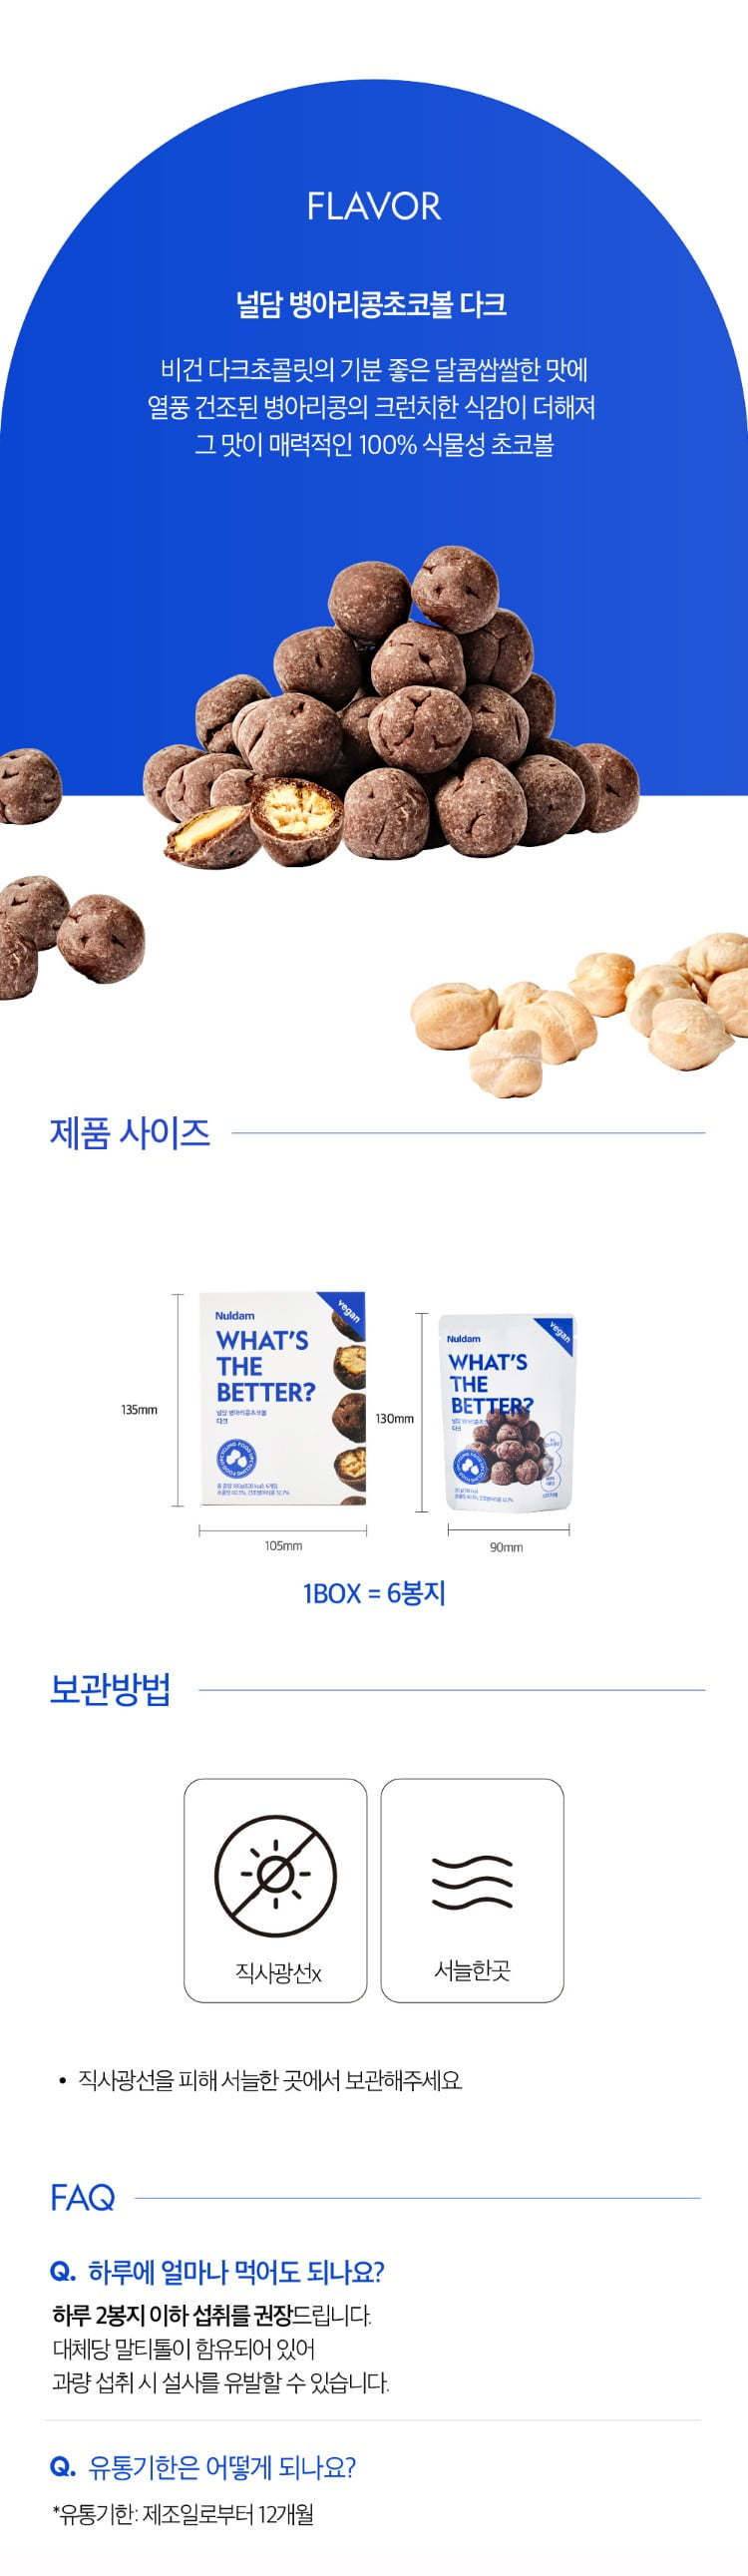 FLAVOR
널담 병아리콩초코볼 다크
비건 다크초콜릿의 기분 좋은 달콤쌉쌀한 맛에
열풍 건조된 병아리콩의 크런치한 식감이 더해져
그 맛이 매력적인 100% 식물성 초코볼
제품 사이즈
135mm
Nuldam
vegan
WHAT'S
THE
BETTER?
널담 병아리콩초코볼
다크
105mm
130mm
Nuldam
vegan
WHAT'S
THE
BETTER?
다크
90mm
1BOX = 6봉지
보관방법
직사광선x
서늘한곳
• 직사광선을 피해 서늘한 곳에서 보관해주세요.
FAQ
Q. 하루에 얼마나 먹어도 되나요?
하루 2봉지 이하 섭취를 권장드립니다.
대체당 말티톨이 함유되어 있어
과량 섭취 시 설사를 유발할 수 있습니다.
Q. 유통기한은 어떻게 되나요?
*유통기한: 제조일로부터 12개월